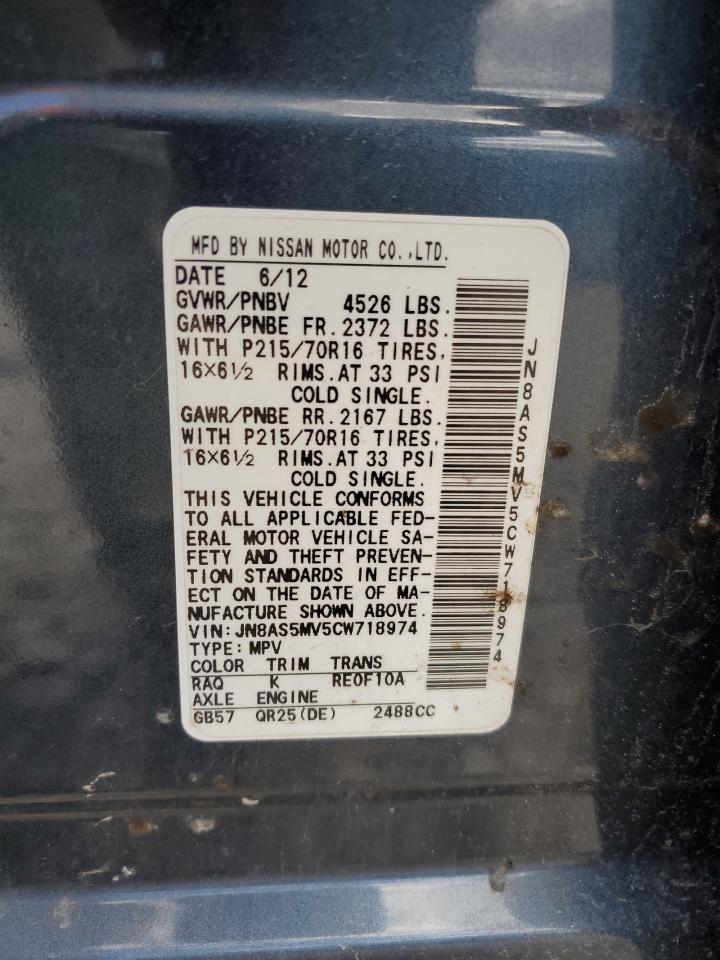 MFD BY NISSAN MOTOR CO.,LTD.
DATE 6/12
GVWR/PNBV 4526 LBS.
GAWR/PNBE FR. 2372 LBS.
WITH P215/70R16 TIRES,
16×6½ RIMS. AT 33 PSI
COLD SINGLE.
GAWR/PNBE RR. 2167 LBS.
WITH P215/70R16 TIRES,
16×6½ RIMS. AT 33 PSI
COLD SINGLE.
THIS VEHICLE CONFORMS
TO ALL APPLICABLE FED-
ERAL MOTOR VEHICLE SA-
FETY AND THEFT PREVEN-
TION STANDARDS IN EFF-
ECT ON THE DATE OF MA-
NUFACTURE SHOWN ABOVE.
VIN: JN8AS5MV5CW718974
TYPE: MPV
COLOR TRIM TRANS
RAQ K RE0F10A
AXLE ENGINE
GB57 QR25(DE) 2488CC
JN8AS5MV5CW718974